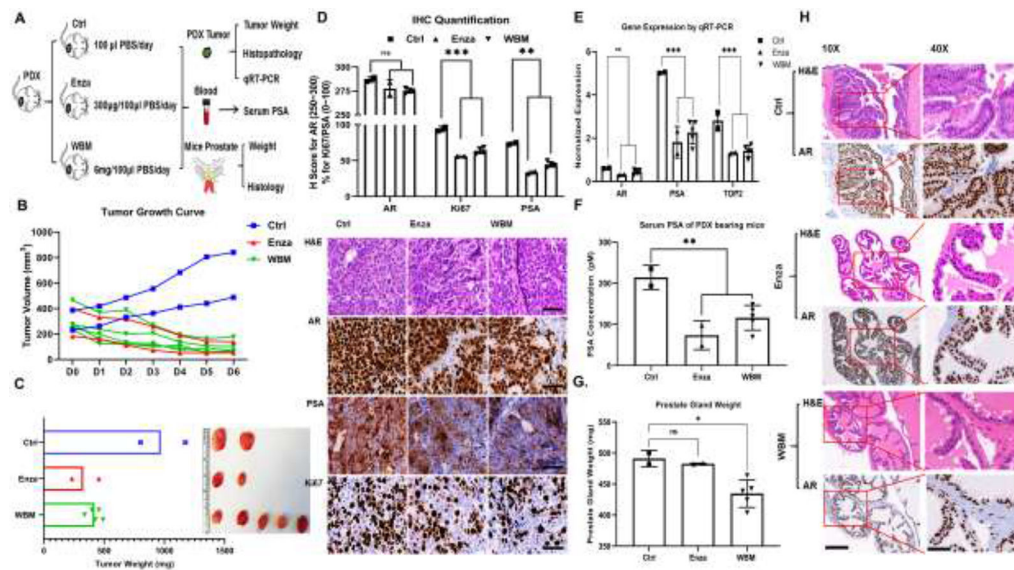 A
Ctrl
100 µl PBS/day
PDX
Enza
300µg/100µl PBS/day
WBM
6mg/100µl PBS/day
PDX Tumor
Tumor Weight
Histopathology
qRT-PCR
Blood
Serum PSA
Mice Prostate
Weight
Histology
B
Tumor Growth Curve
Ctrl
Enza
WBM
Tumor Volume (mm³)
1000
800
600
400
200
0
D0 D1 D2 D3 D4 D5 D6
C
Ctrl
Enza
WBM
0 500 1000 1500
Tumor Weight (mg)
D
IHC Quantification
Ctrl Enza WBM
ns
***
**
H Score for AR (250~300)
% for Ki67/PSA (0~100)
300
275
250
100
50
0
AR Ki67 PSA
Ctrl Enza WBM
H&E
AR
PSA
Ki67
E
Gene Expression by qRT-PCR
Ctrl
Enza
WBM
ns
***
***
Normalized Expression
6
4
2
0
AR PSA TOP2
F
Serum PSA of PDX bearing mice
**
PSA Concentration (pM)
300
200
100
0
Ctrl Enza WBM
G.
Prostate Gland Weight
*
ns
Prostate Gland Weight (mg)
550
500
450
400
Ctrl Enza WBM
H
10X 40X
Ctrl
H&E
AR
Enza
H&E
AR
WBM
H&E
AR